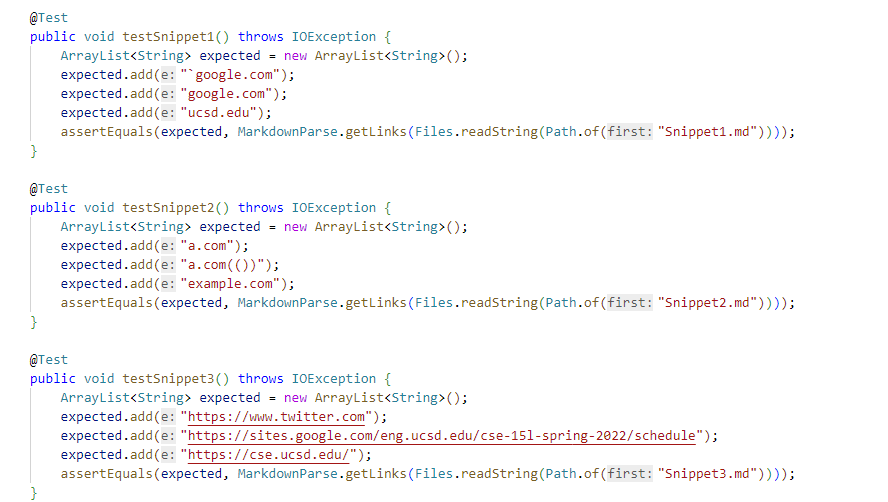 @Test
public void testSnippet1() throws IOException {
ArrayList<String> expected = new ArrayList<String>();
expected.add(e: "`google.com");
expected.add(e: "google.com");
expected.add(e: "ucsd.edu");
assertEquals(expected, MarkdownParse.getLinks(Files.readString(Path.of(first: "Snippet1.md"))));
}
@Test
public void testSnippet2() throws IOException {
ArrayList<String> expected = new ArrayList<String>();
expected.add(e: "a.com");
expected.add(e: "a.com(())");
expected.add(e: "example.com");
assertEquals(expected, MarkdownParse.getLinks(Files.readString(Path.of(first: "Snippet2.md"))));
}
@Test
public void testSnippet3() throws IOException {
ArrayList<String> expected = new ArrayList<String>();
expected.add(e: "https://www.twitter.com");
expected.add(e: "https://sites.google.com/eng.ucsd.edu/cse-15l-spring-2022/schedule");
expected.add(e: "https://cse.ucsd.edu/");
assertEquals(expected, MarkdownParse.getLinks(Files.readString(Path.of(first: "Snippet3.md"))));
}